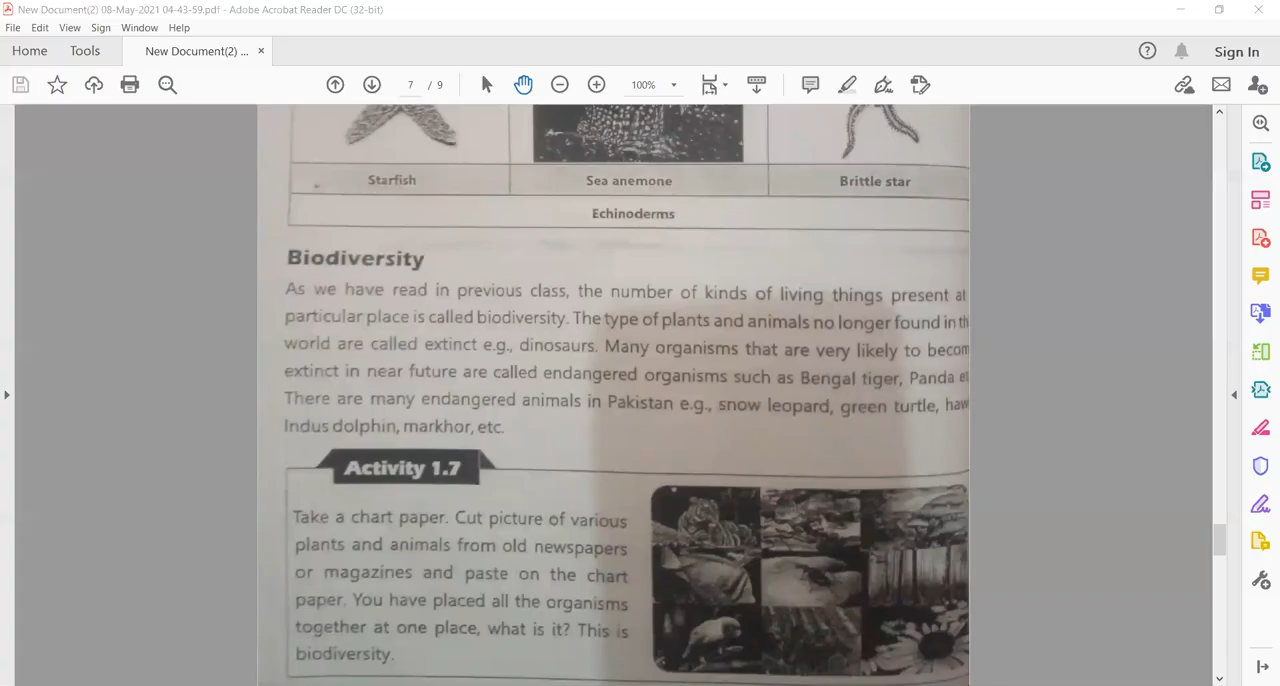 New Document(2) 08-May-2021 04-43-59.pdf - Adobe Acrobat Reader DC (32-bit)
File Edit View Sign Window Help
Home Tools New Document(2) ... × Sign In
7 / 9 100%
Starfish Sea anemone Brittle star
Echinoderms
Biodiversity
As we have read in previous class, the number of kinds of living things present at
particular place is called biodiversity. The type of plants and animals no longer found in th
world are called extinct e.g., dinosaurs. Many organisms that are very likely to becom
extinct in near future are called endangered organisms such as Bengal tiger, Panda et
There are many endangered animals in Pakistan e.g., snow leopard, green turtle, haw
Indus dolphin, markhor, etc.
Activity 1.7
Take a chart paper. Cut picture of various
plants and animals from old newspapers
or magazines and paste on the chart
paper. You have placed all the organisms
together at one place, what is it? This is
biodiversity.